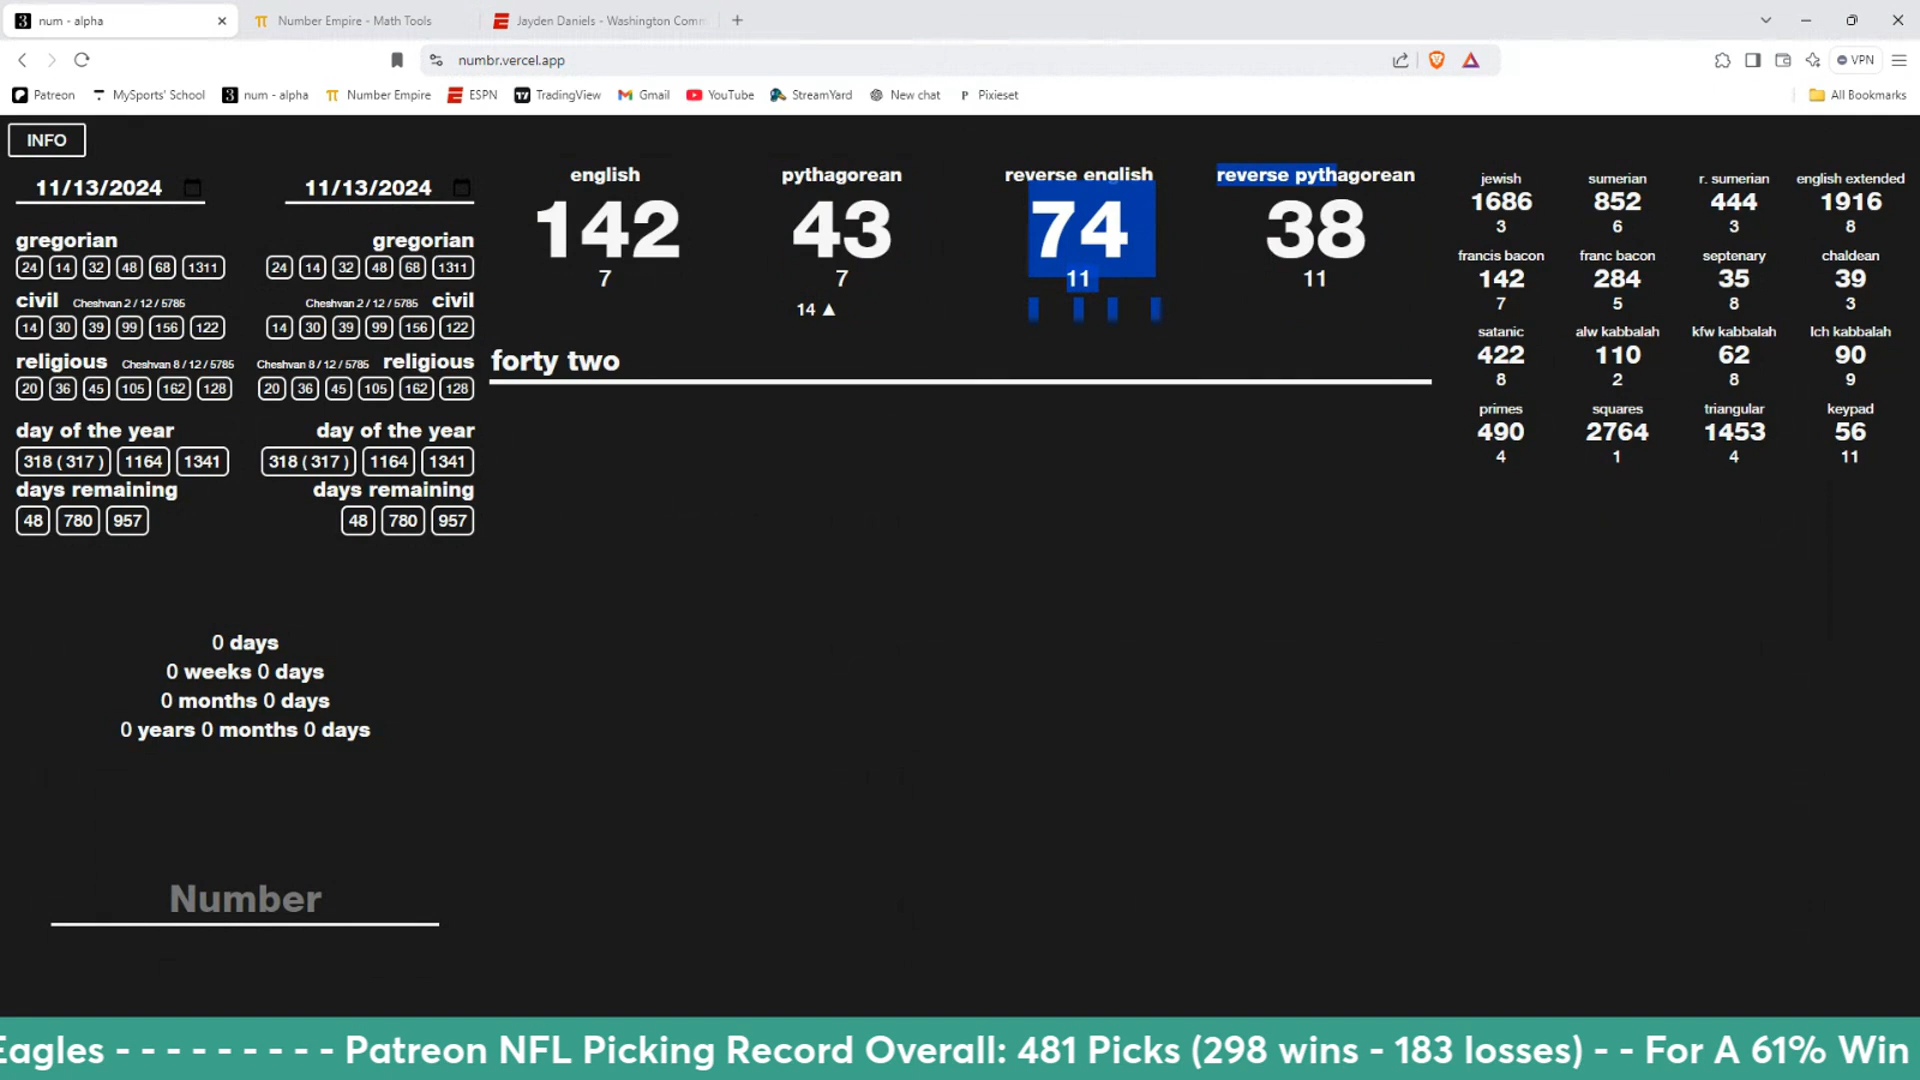 num - alpha
Number Empire - Math Tools
Jayden Daniels - Washington Comm
numbr.vercel.app
VPN
Patreon
MySports' School
num - alpha
Number Empire
ESPN
TradingView
Gmail
YouTube
StreamYard
New chat
Pixieset
All Bookmarks
INFO
11/13/2024
11/13/2024
gregorian
gregorian
24 14 32 48 68 1311
24 14 32 48 68 1311
civil Cheshvan 2 / 12 / 5785
Cheshvan 2 / 12 / 5785 civil
14 30 39 99 156 122
14 30 39 99 156 122
religious Cheshvan 8 / 12 / 5785
Cheshvan 8 / 12 / 5785 religious
20 36 45 105 162 128
20 36 45 105 162 128
day of the year
day of the year
318 ( 317 ) 1164 1341
318 ( 317 ) 1164 1341
days remaining
days remaining
48 780 957
48 780 957
0 days
0 weeks 0 days
0 months 0 days
0 years 0 months 0 days
Number
english
142
7
pythagorean
43
7
14 ▲
reverse english
74
11
reverse pythagorean
38
11
forty two
jewish
1686
3
sumerian
852
6
r. sumerian
444
3
english extended
1916
8
francis bacon
142
7
franc bacon
284
5
septenary
35
8
chaldean
39
3
satanic
422
8
alw kabbalah
110
2
kfw kabbalah
62
8
lch kabbalah
90
9
primes
490
4
squares
2764
1
triangular
1453
4
keypad
56
11
Eagles - - - - - - - - - Patreon NFL Picking Record Overall: 481 Picks (298 wins - 183 losses) - - For A 61% Win